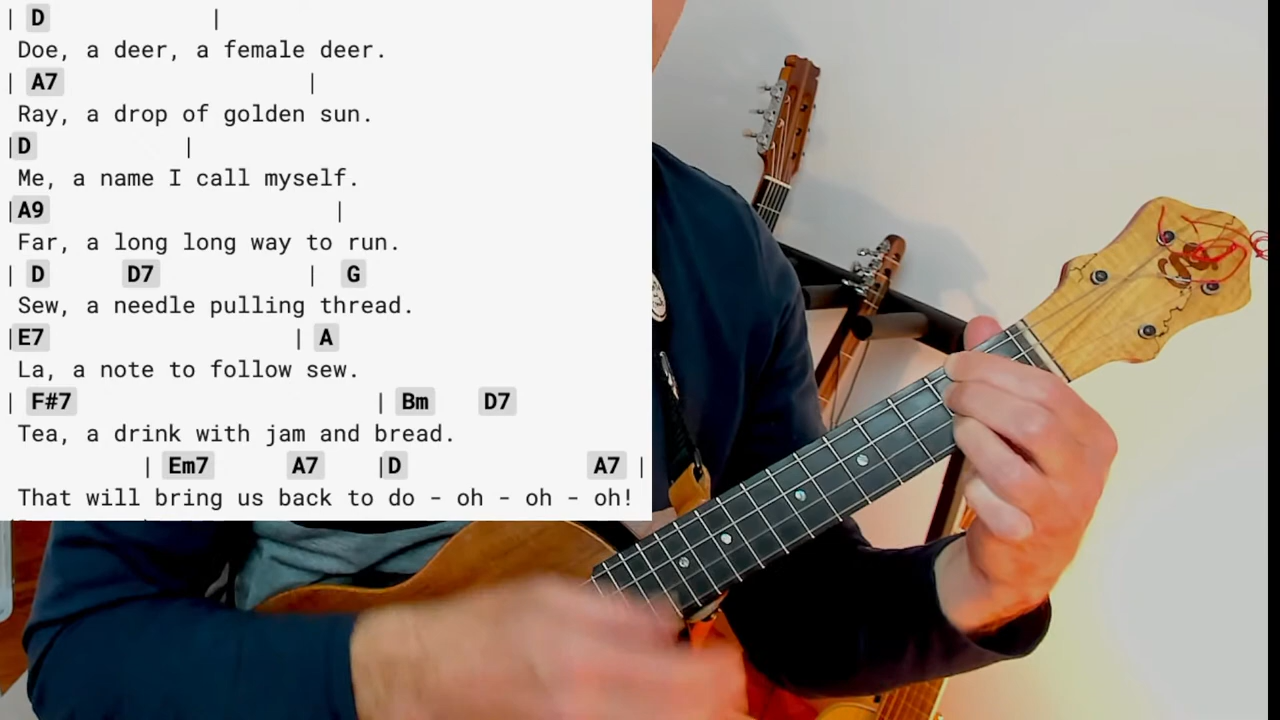 | D |
Doe, a deer, a female deer.
| A7 |
Ray, a drop of golden sun.
|D |
Me, a name I call myself.
|A9 |
Far, a long long way to run.
| D D7 | G
Sew, a needle pulling thread.
|E7 | A
La, a note to follow sew.
| F#7 | Bm D7
Tea, a drink with jam and bread.
| Em7 A7 |D A7 |
That will bring us back to do - oh - oh - oh!